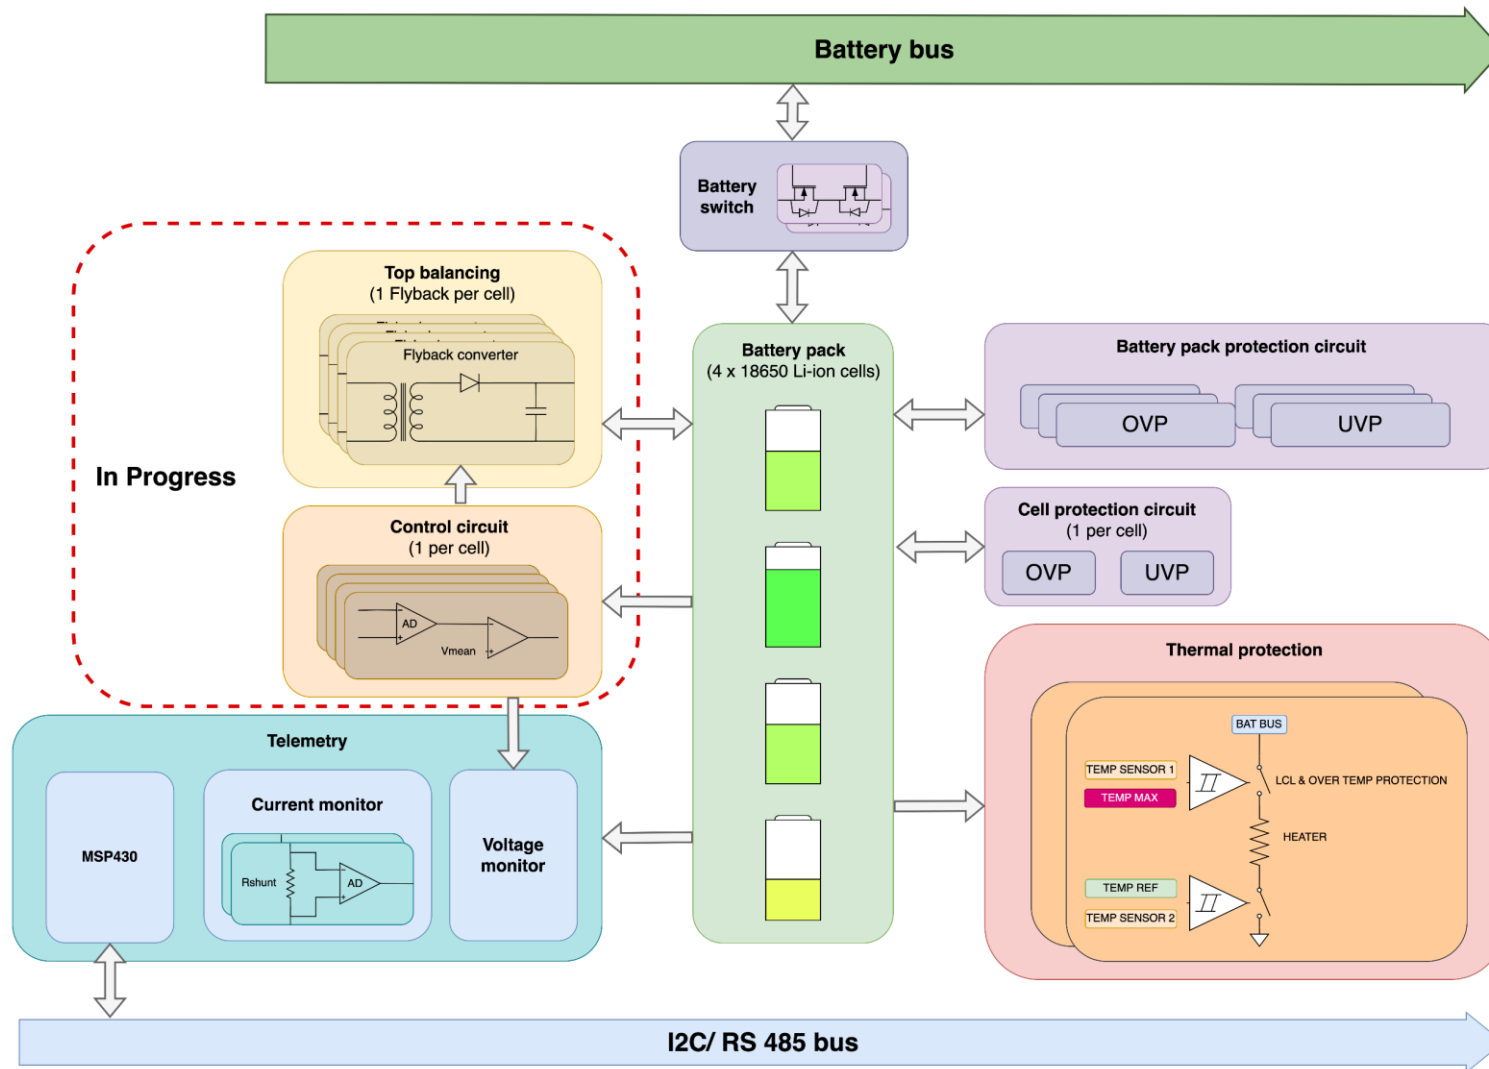 Battery bus
Battery
switch
Top balancing
(1 Flyback per cell)
Flyback converter
In Progress
Control circuit
(1 per cell)
AD
Vmean
Battery pack
(4 x 18650 Li-ion cells)
Battery pack protection circuit
OVP
UVP
Cell protection circuit
(1 per cell)
OVP
UVP
Thermal protection
BAT BUS
TEMP SENSOR 1
TEMP MAX
LCL & OVER TEMP PROTECTION
HEATER
TEMP REF
TEMP SENSOR 2
Telemetry
MSP430
Current monitor
Rshunt
AD
Voltage
monitor
I2C/ RS 485 bus